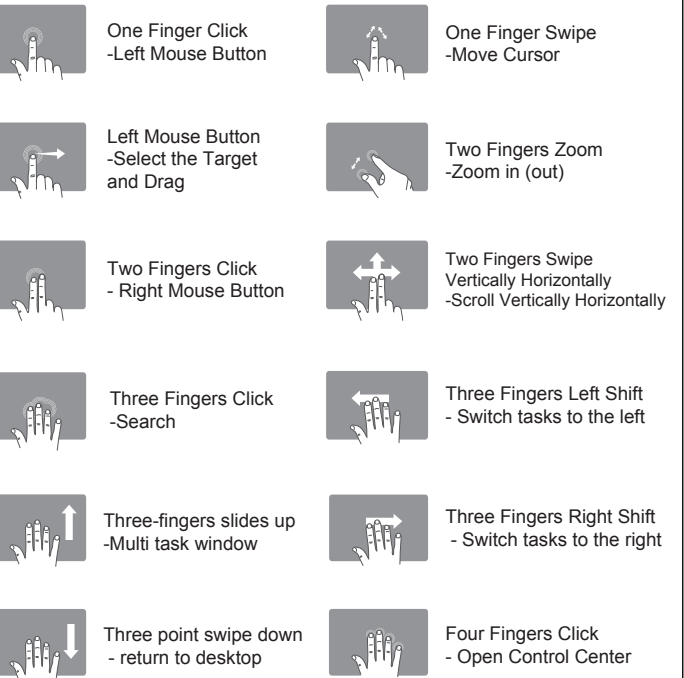 One Finger Click
-Left Mouse Button
One Finger Swipe
-Move Cursor
Left Mouse Button
-Select the Target
and Drag
Two Fingers Zoom
-Zoom in (out)
Two Fingers Click
- Right Mouse Button
Two Fingers Swipe
Vertically Horizontally
-Scroll Vertically Horizontally
Three Fingers Click
-Search
Three Fingers Left Shift
- Switch tasks to the left
Three-fingers slides up
-Multi task window
Three Fingers Right Shift
- Switch tasks to the right
Three point swipe down
- return to desktop
Four Fingers Click
- Open Control Center